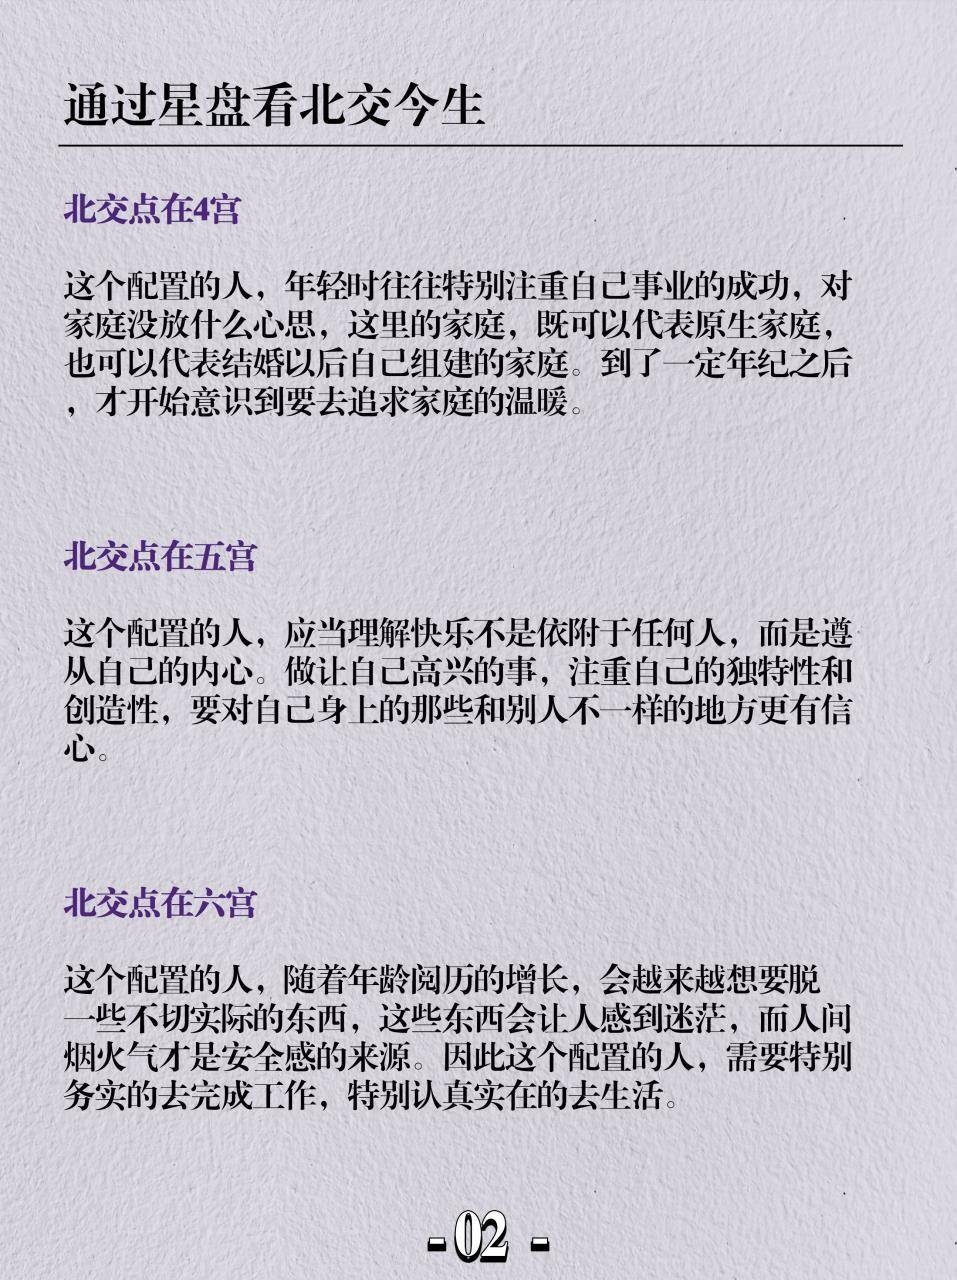 通过星盘看北交今生
北交点在4宫
这个配置的人，年轻时往往特别注重自己事业的成功，对
家庭没放什么心思，这里的家庭，既可以代表原生家庭，
也可以代表结婚以后自己组建的家庭。到了一定年纪之后
，才开始意识到要去追求家庭的温暖。
北交点在五宫
这个配置的人，应当理解快乐不是依附于任何人，而是遵
从自己的内心。做让自己高兴的事，注重自己的独特性和
创造性，要对自己身上的那些和别人不一样的地方更有信
心。
北交点在六宫
这个配置的人，随着年龄阅历的增长，会越来越想要脱
一些不切实际的东西，这些东西会让人感到迷茫，而人间
烟火气才是安全感的来源。因此这个配置的人，需要特别
务实的去完成工作，特别认真实在的去生活。
- 02 -